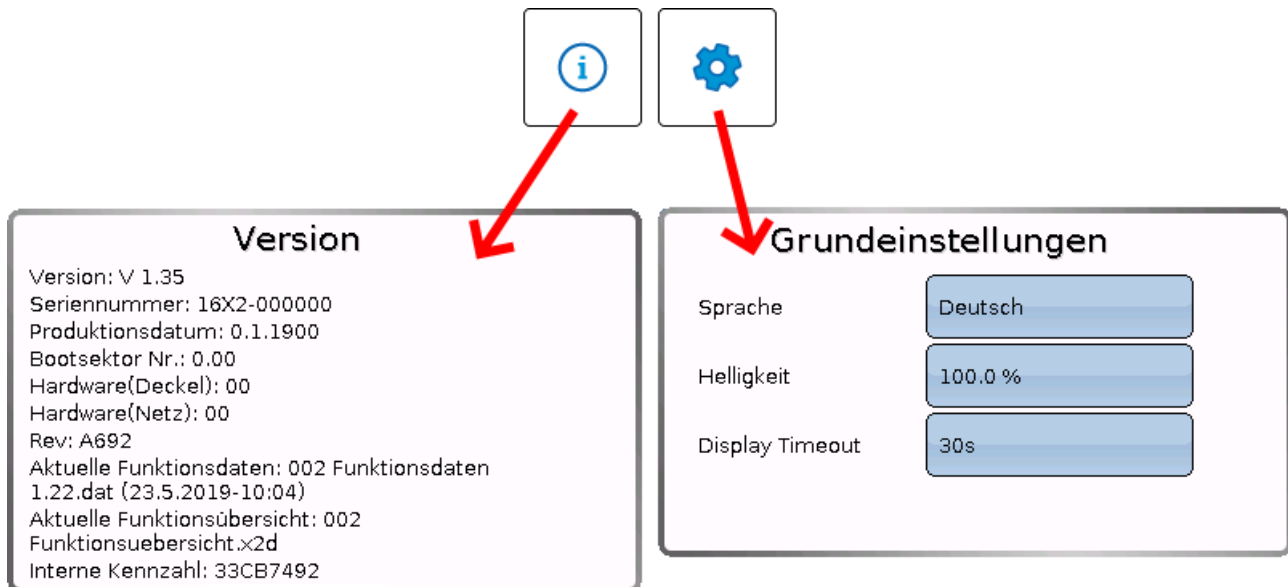 i
Version
Version: V 1.35
Seriennummer: 16X2-000000
Produktionsdatum: 0.1.1900
Bootsektor Nr.: 0.00
Hardware(Deckel): 00
Hardware(Netz): 00
Rev: A692
Aktuelle Funktionsdaten: 002 Funktionsdaten
1.22.dat (23.5.2019-10:04)
Aktuelle Funktionsübersicht: 002
Funktionsuebersicht.x2d
Interne Kennzahl: 33CB7492
Grundeinstellungen
Sprache Deutsch
Helligkeit 100.0 %
Display Timeout 30s